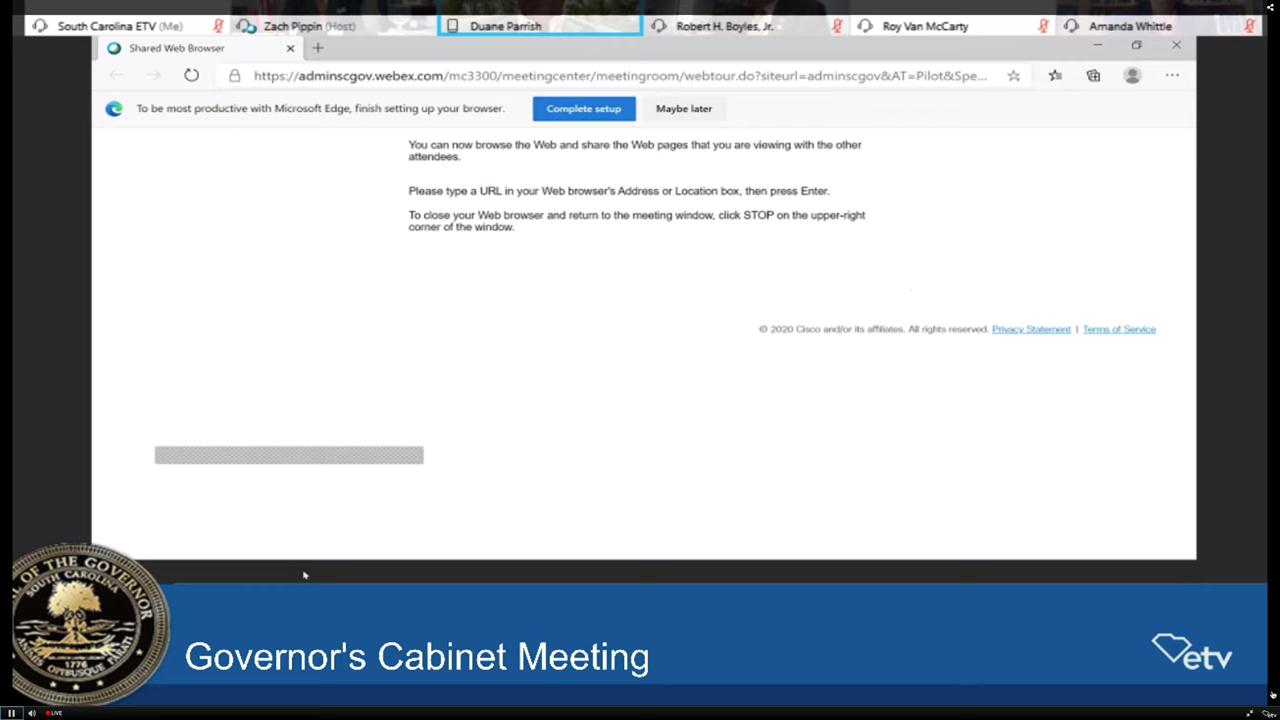 South Carolina ETV (Me)
Zach Pippin (Host)
Duane Parrish
Robert H. Boyles, Jr.
Roy Van McCarty
Amanda Whittle
Shared Web Browser
https://adminscgov.webex.com/mc3300/meetingcenter/meetingroom/webtour.do?siteurl=adminscgov&AT=Pilot&Spe...
To be most productive with Microsoft Edge, finish setting up your browser.
Complete setup
Maybe later
You can now browse the Web and share the Web pages that you are viewing with the other
attendees.
Please type a URL in your Web browser's Address or Location box, then press Enter.
To close your Web browser and return to the meeting window, click STOP on the upper-right
corner of the window.
© 2020 Cisco and/or its affiliates. All rights reserved. Privacy Statement | Terms of Service
OF THE GOVERNOR
SOUTH CAROLINA
1776
ANIMIS OPIBUSQUE PARATI
Governor's Cabinet Meeting
etv
LIVE
etv